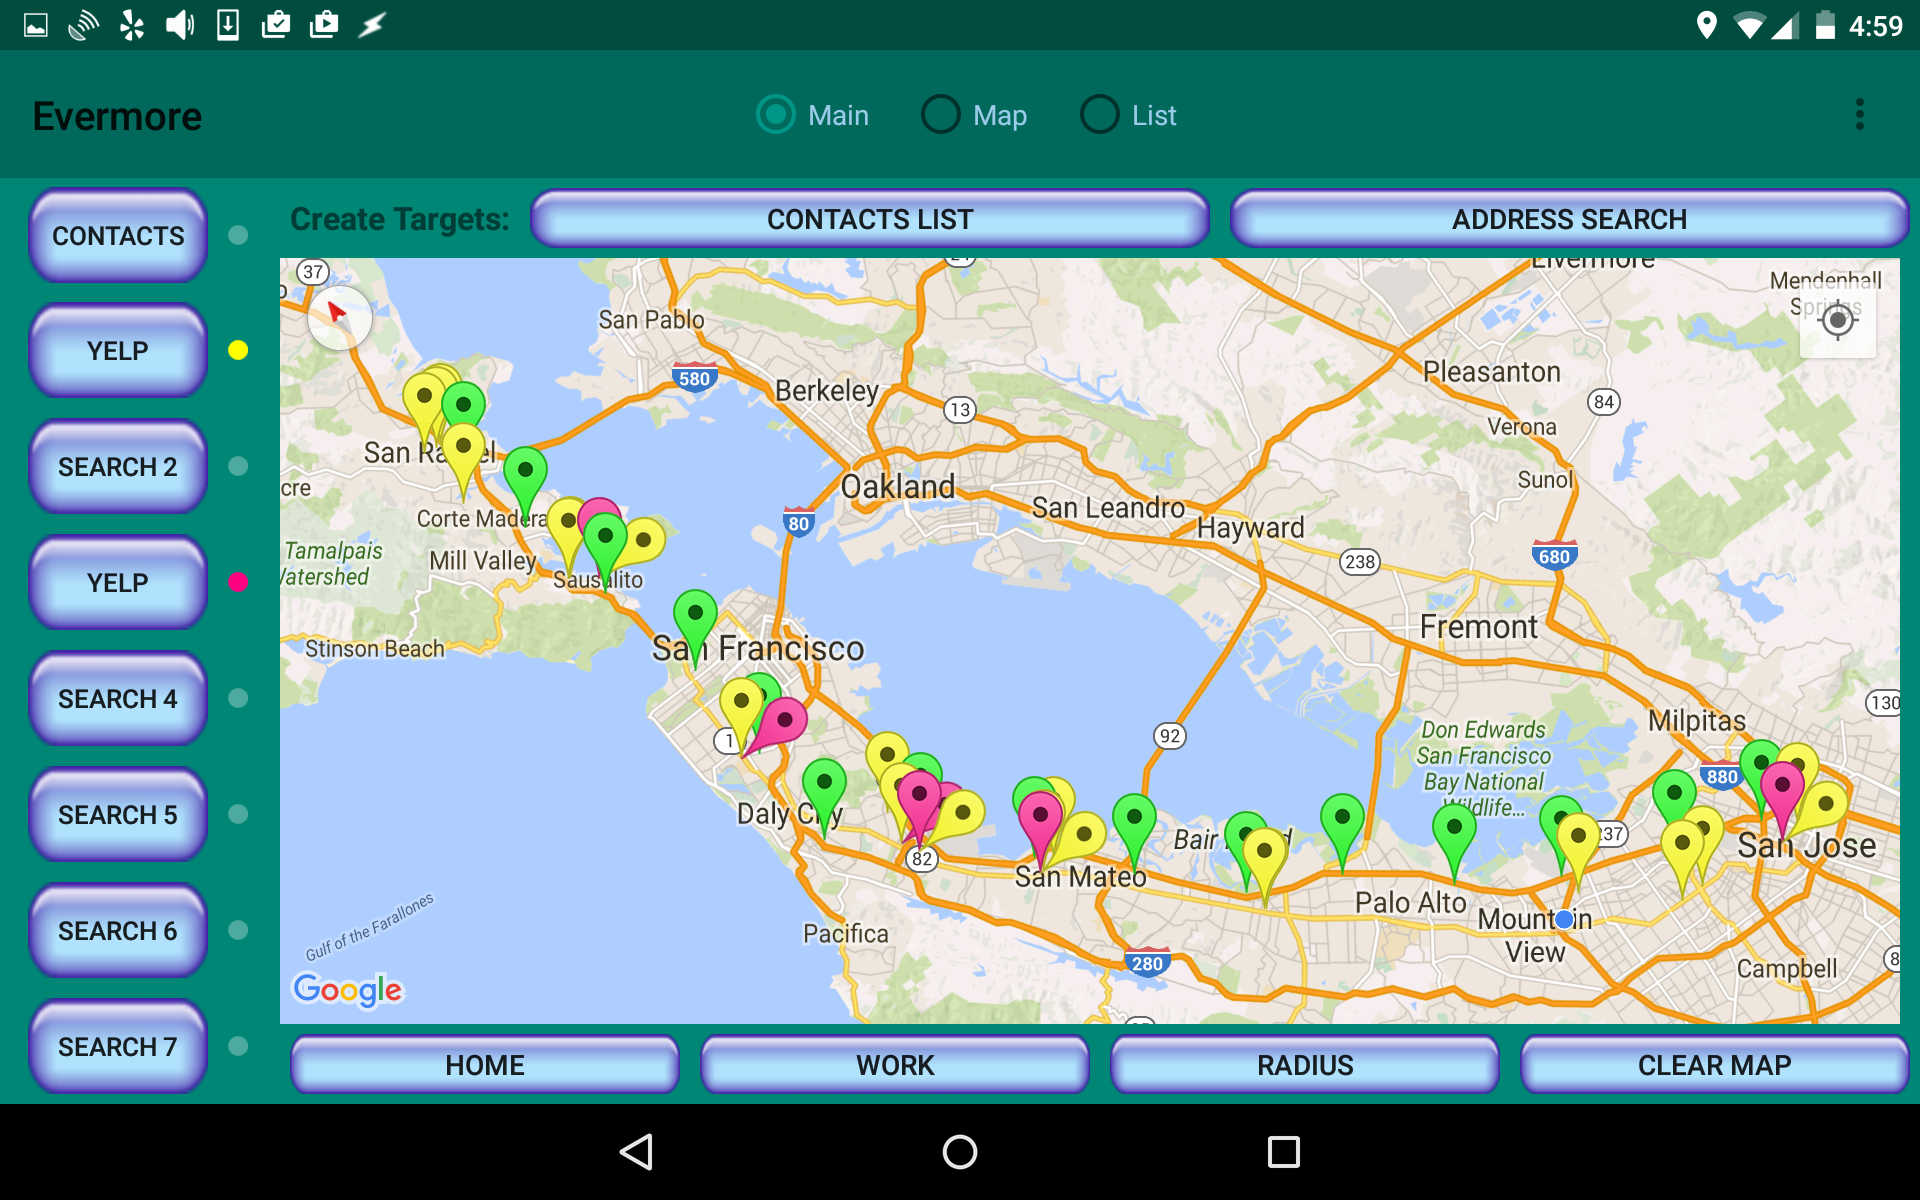 4:59
Evermore
Main
Map
List
CONTACTS
YELP
SEARCH 2
YELP
SEARCH 4
SEARCH 5
SEARCH 6
SEARCH 7
Create Targets:
CONTACTS LIST
ADDRESS SEARCH
37
Mendenhall
Springs
San Pablo
580
Berkeley
13
Pleasanton
84
Verona
San Rafael
Oakland
Sunol
San Leandro
Hayward
80
Corte Madera
680
238
Tamalpais
Watershed
Mill Valley
Sausalito
Fremont
San Francisco
Stinson Beach
130
Milpitas
Don Edwards
San Francisco
Bay National
Wildlife...
92
1
880
Daly City
237
Bair
San Jose
82
San Mateo
Palo Alto
Mountain
View
Pacifica
Gulf of the Farallones
280
Campbell
Google
HOME
WORK
RADIUS
CLEAR MAP